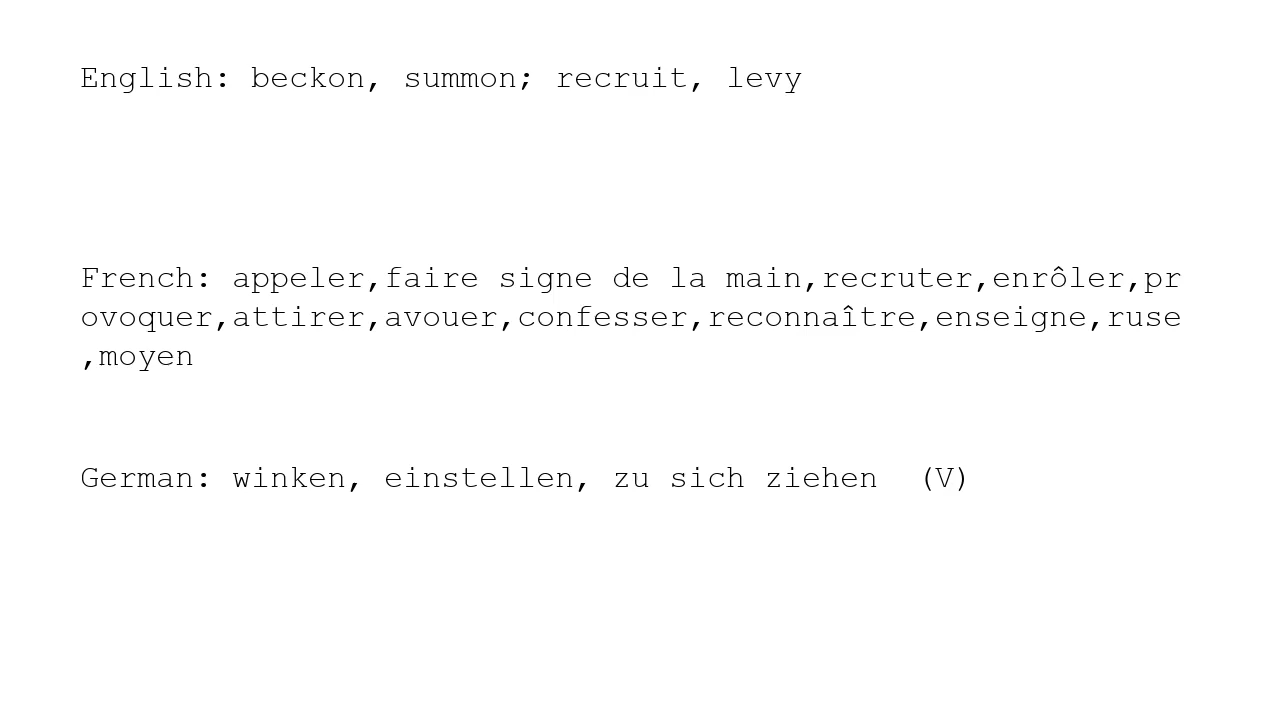 English: beckon, summon; recruit, levy
French: appeler,faire signe de la main,recruter,enrôler,pr
ovoquer,attirer,avouer,confesser,reconnaître,enseigne,ruse
,moyen
German: winken, einstellen, zu sich ziehen  (V)